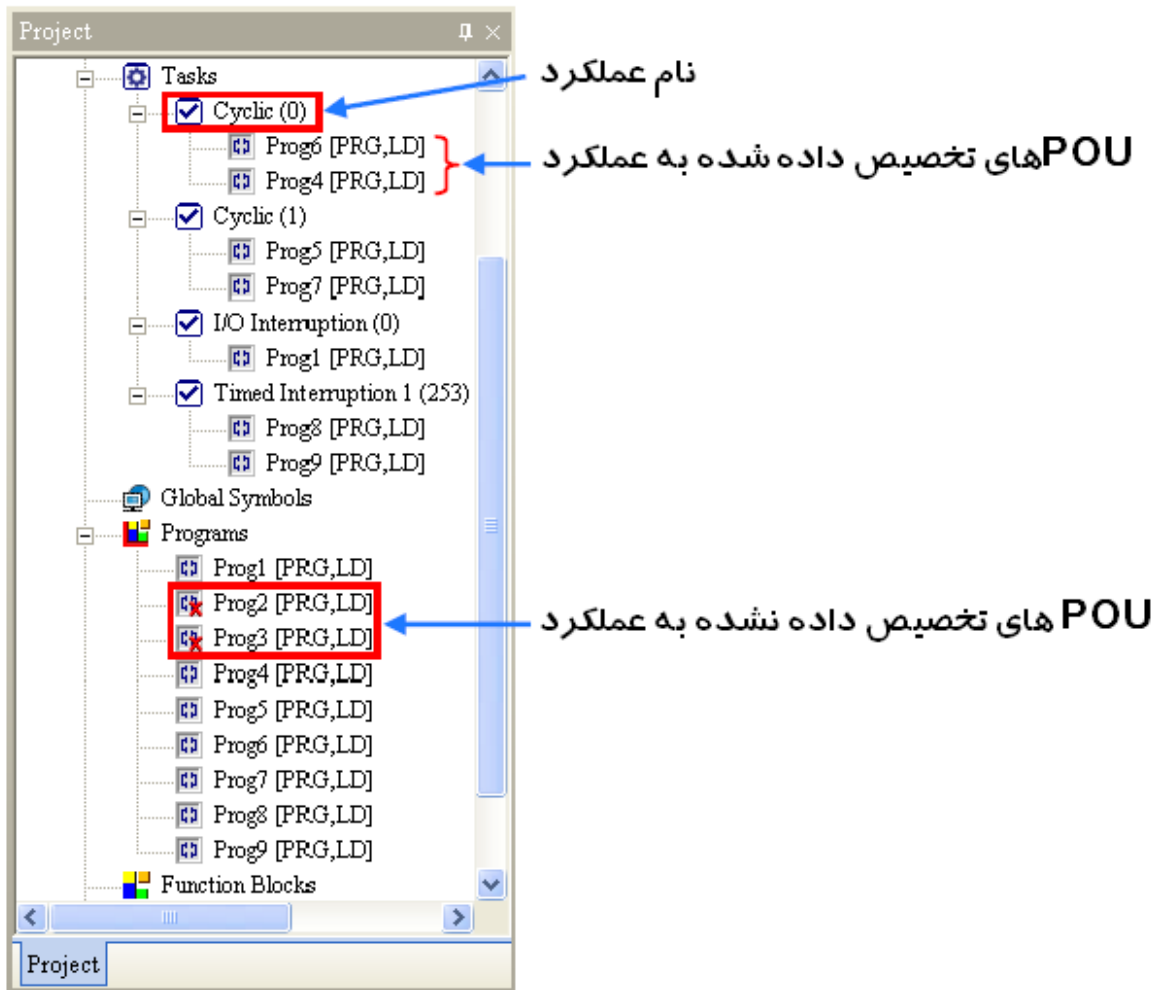 Project
Tasks
نام عملکرد
Cyclic (0)
Prog6 [PRG,LD]
POUهای تخصیص داده شده به عملکرد
Prog4 [PRG,LD]
Cyclic (1)
Prog5 [PRG,LD]
Prog7 [PRG,LD]
I/O Interruption (0)
Prog1 [PRG,LD]
Timed Interruption 1 (253)
Prog8 [PRG,LD]
Prog9 [PRG,LD]
Global Symbols
Programs
Prog1 [PRG,LD]
Prog2 [PRG,LD]
POU های تخصیص داده نشده به عملکرد
Prog3 [PRG,LD]
Prog4 [PRG,LD]
Prog5 [PRG,LD]
Prog6 [PRG,LD]
Prog7 [PRG,LD]
Prog8 [PRG,LD]
Prog9 [PRG,LD]
Function Blocks
Project